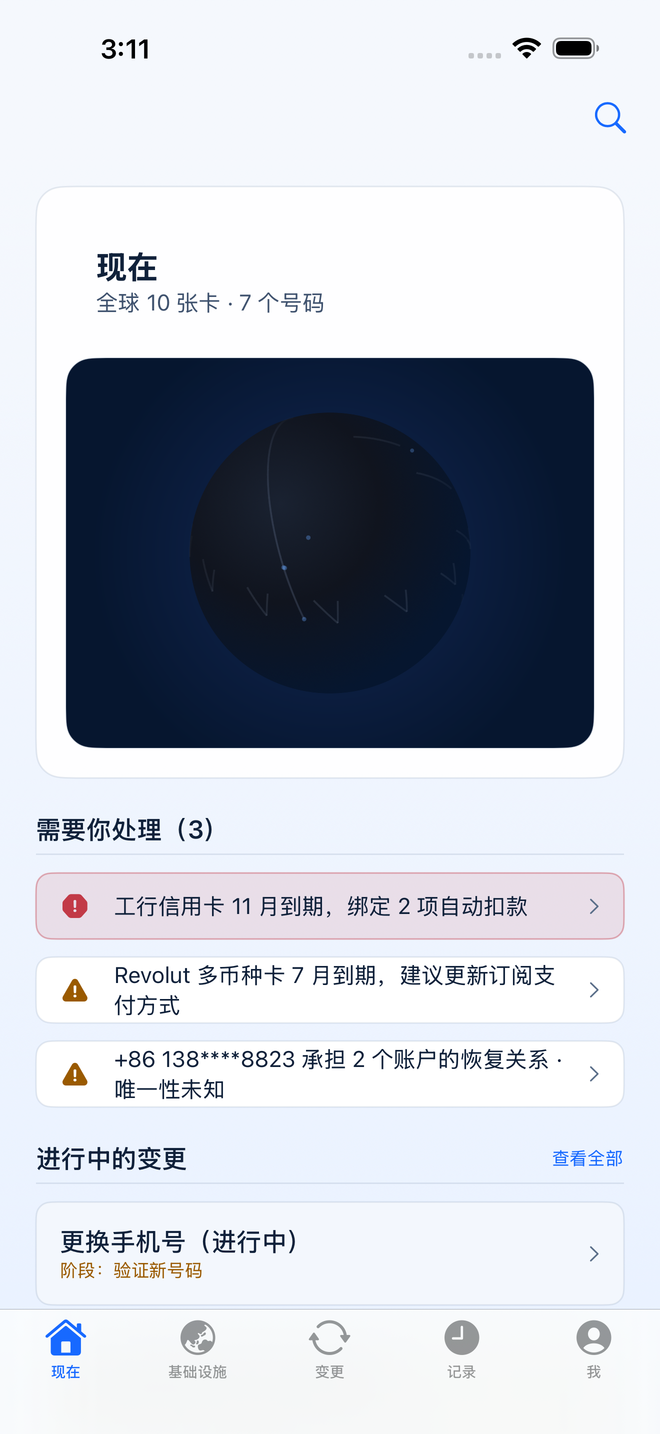 3:11
现在
全球 10 张卡 · 7 个号码
需要你处理（3）
工行信用卡 11 月到期，绑定 2 项自动扣款
Revolut 多币种卡 7 月到期，建议更新订阅支
付方式
+86 138****8823 承担 2 个账户的恢复关系 ·
唯一性未知
进行中的变更
查看全部
更换手机号（进行中）
阶段：验证新号码
现在
基础设施
变更
记录
我